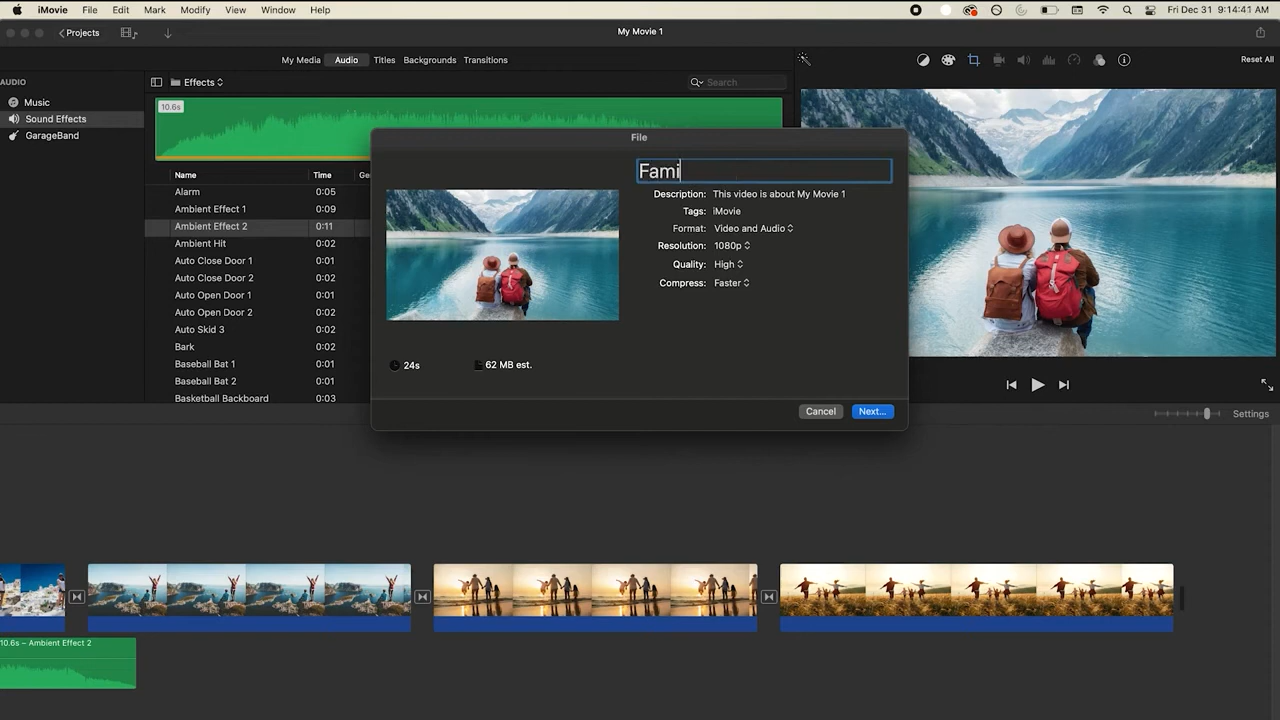 iMovie File Edit Mark Modify View Window Help Fri Dec 31 9:14:41 AM
Projects My Movie 1
My Media Audio Titles Backgrounds Transitions Reset All
AUDIO Effects Search
Music
Sound Effects
GarageBand
10.6s
Name Time Ge
Alarm 0:05
Ambient Effect 1 0:09
Ambient Effect 2 0:11
Ambient Hit 0:02
Auto Close Door 1 0:01
Auto Close Door 2 0:02
Auto Open Door 1 0:01
Auto Open Door 2 0:02
Auto Skid 3 0:02
Bark 0:02
Baseball Bat 1 0:01
Baseball Bat 2 0:01
Basketball Backboard 0:03
File
Fami
Description: This video is about My Movie 1
Tags: iMovie
Format: Video and Audio
Resolution: 1080p
Quality: High
Compress: Faster
24s 62 MB est.
Cancel Next...
Settings
10.6s – Ambient Effect 2